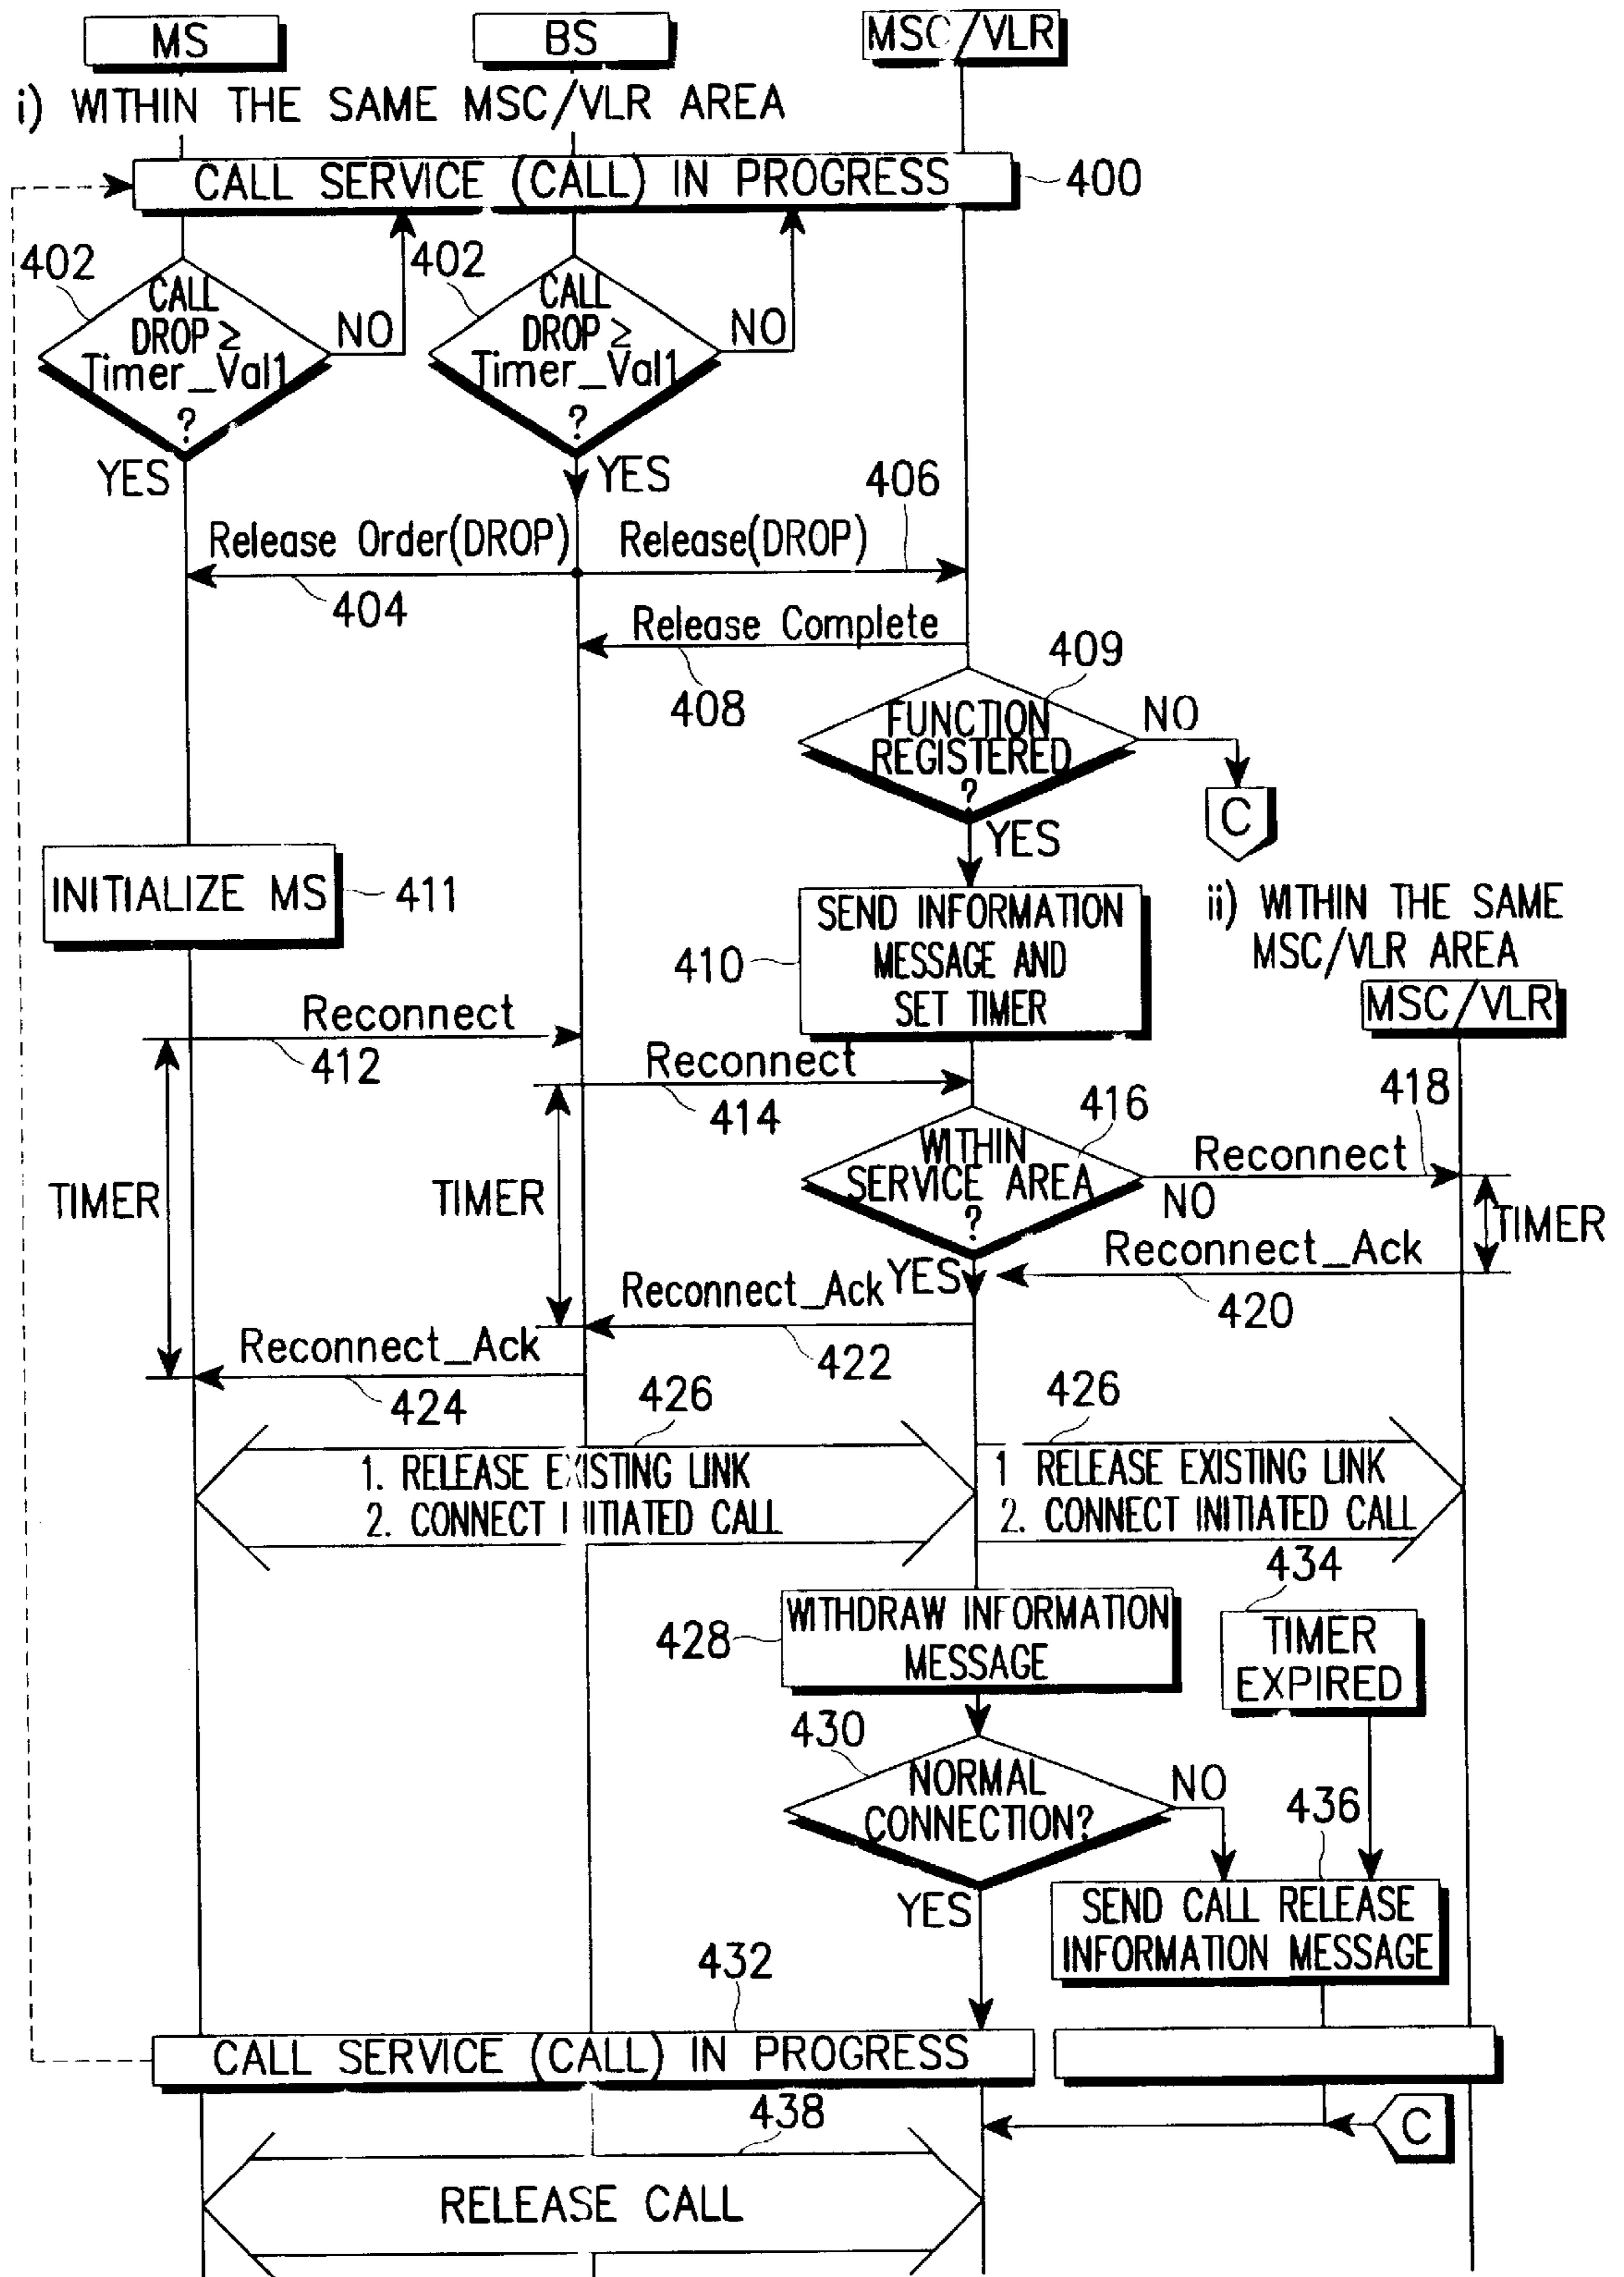 MS
BS
MSC/VLR
i) WITHIN THE SAME MSC/VLR AREA
CALL SERVICE (CALL) IN PROGRESS
400
402
CALL
DROP ≥
Timer_Val1
?
NO
YES
402
CALL
DROP ≥
Timer_Val1
?
NO
YES
406
Release Order(DROP)
Release(DROP)
404
Release Complete
408
409
FUNCTION
REGISTERED
?
NO
C
YES
INITIALIZE MS
411
SEND INFORMATION
MESSAGE AND
SET TIMER
410
ii) WITHIN THE SAME
MSC/VLR AREA
MSC/VLR
Reconnect
412
Reconnect
414
416
418
WITHIN
SERVICE AREA
?
Reconnect
NO
TIMER
TIMER
TIMER
Reconnect_Ack
420
YES
Reconnect_Ack
422
Reconnect_Ack
424
426
426
1. RELEASE EXISTING LINK
2. CONNECT INITIATED CALL
1 RELEASE EXISTING LINK
2. CONNECT INITIATED CALL
434
WITHDRAW INFORMATION
MESSAGE
428
TIMER
EXPIRED
430
NORMAL
CONNECTION?
NO
436
YES
SEND CALL RELEASE
INFORMATION MESSAGE
432
CALL SERVICE (CALL) IN PROGRESS
438
C
RELEASE CALL